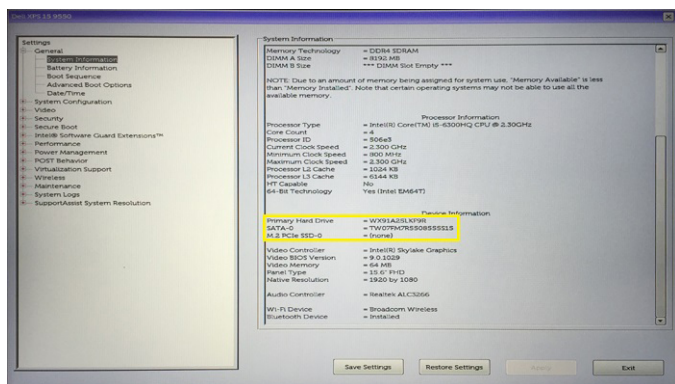 Dell XPS 15 9550
Settings
General
System Information
Battery Information
Boot Sequence
Advanced Boot Options
Date/Time
System Configuration
Video
Security
Secure Boot
Intel® Software Guard Extensions™
Performance
Power Management
POST Behavior
Virtualization Support
Wireless
Maintenance
System Logs
SupportAssist System Resolution
System Information
Memory Technology = DDR4 SDRAM
DIMM A Size = 8192 MB
DIMM B Size *** DIMM Slot Empty ***
NOTE: Due to an amount of memory being assigned for system use, "Memory Available" is less
than "Memory Installed". Note that certain operating systems may not be able to use all the
available memory.
Processor Information
Processor Type = Intel(R) Core(TM) i5-6300HQ CPU @ 2.30GHz
Core Count = 4
Processor ID = 506e3
Current Clock Speed = 2.300 GHz
Minimum Clock Speed = 900 MHz
Maximum Clock Speed = 2.300 GHz
Processor L2 Cache = 1024 KB
Processor L3 Cache = 6144 KB
HT Capable No
64-Bit Technology Yes (Intel EM64T)
Device Information
Primary Hard Drive =
SATA-0 =
M.2 PCIe SSD-0 = (none)
Video Controller = Intel(R) Skylake Graphics
Video BIOS Version = 9.0.1029
Video Memory = 64 MB
Panel Type = 15.6" FHD
Native Resolution = 1920 by 1080
Audio Controller = Realtek ALC3266
Wi-Fi Device = Broadcom Wireless
Bluetooth Device = Installed
Save Settings
Restore Settings
Apply
Exit